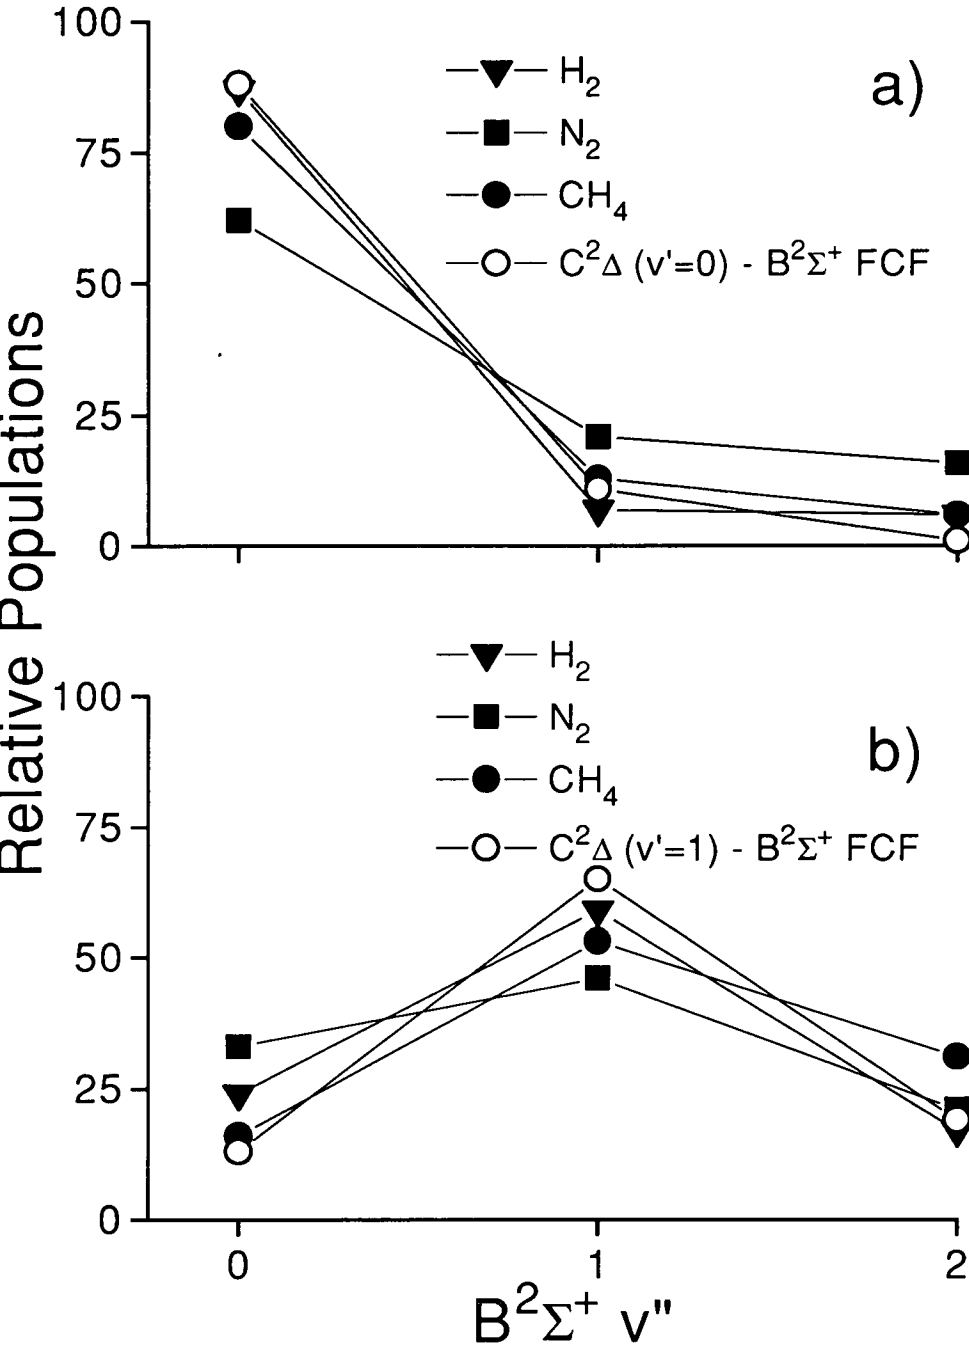 Relative Populations
100
75
50
25
0
a)
H₂
N₂
CH₄
C²Δ (v'=0) - B²Σ⁺ FCF
100
75
50
25
0
b)
H₂
N₂
CH₄
C²Δ (v'=1) - B²Σ⁺ FCF
0 1 2
B²Σ⁺ v"